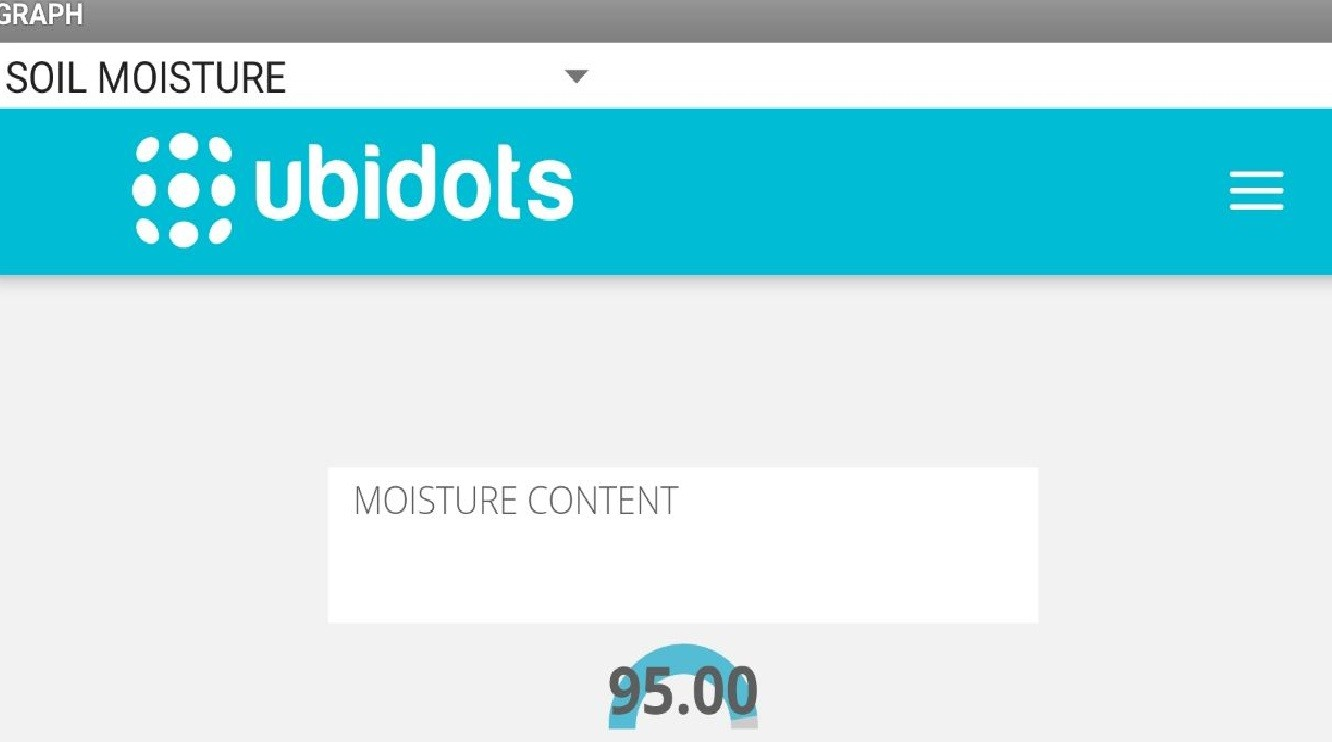 GRAPH
SOIL MOISTURE
ubidots
MOISTURE CONTENT
95.00